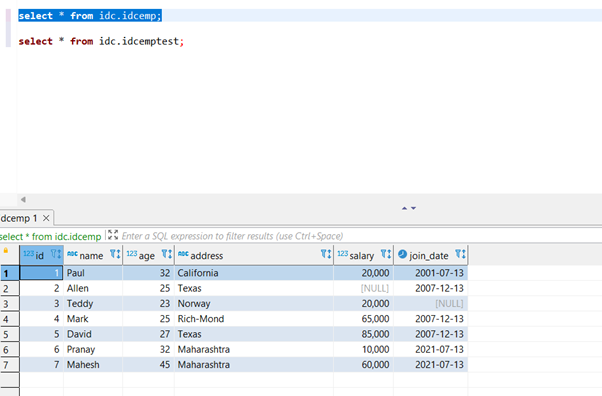 select * from idc.idcemp;
select * from idc.idcemptest;
dcemp 1
select * from idc.idcemp Enter a SQL expression to filter results (use Ctrl+Space)
123 id ABC name 123 age ABC address 123 salary join_date
1 1 Paul 32 California 20,000 2001-07-13
2 2 Allen 25 Texas [NULL] 2007-12-13
3 3 Teddy 23 Norway 20,000 [NULL]
4 4 Mark 25 Rich-Mond 65,000 2007-12-13
5 5 David 27 Texas 85,000 2007-12-13
6 6 Pranay 32 Maharashtra 10,000 2021-07-13
7 7 Mahesh 45 Maharashtra 60,000 2021-07-13